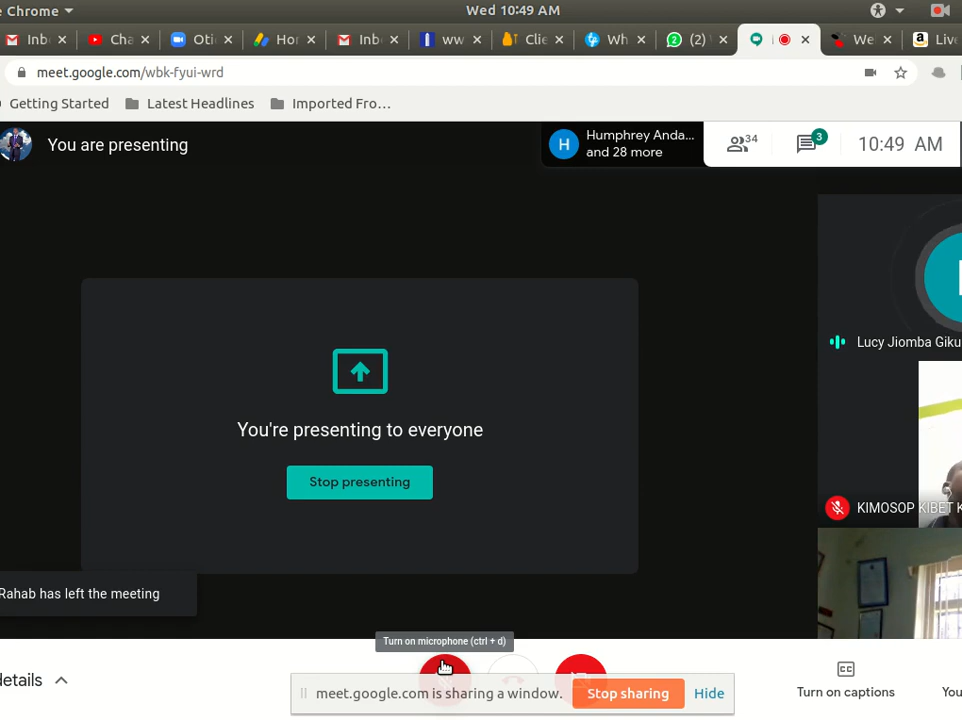 e Chrome
Wed 10:49 AM
Inb
Cha
Otic
Hor
Inb
ww
Clie
Wh
(2)
We
Live
meet.google.com/wbk-fyui-wrd
Getting Started
Latest Headlines
Imported Fro...
You are presenting
H
Humphrey Anda...
and 28 more
34
3
10:49 AM
Lucy Jiomba Giku
You're presenting to everyone
Stop presenting
KIMOSOP KIBET K
Rahab has left the meeting
Turn on microphone (ctrl + d)
details
meet.google.com is sharing a window.
Stop sharing
Hide
CC
Turn on captions
You